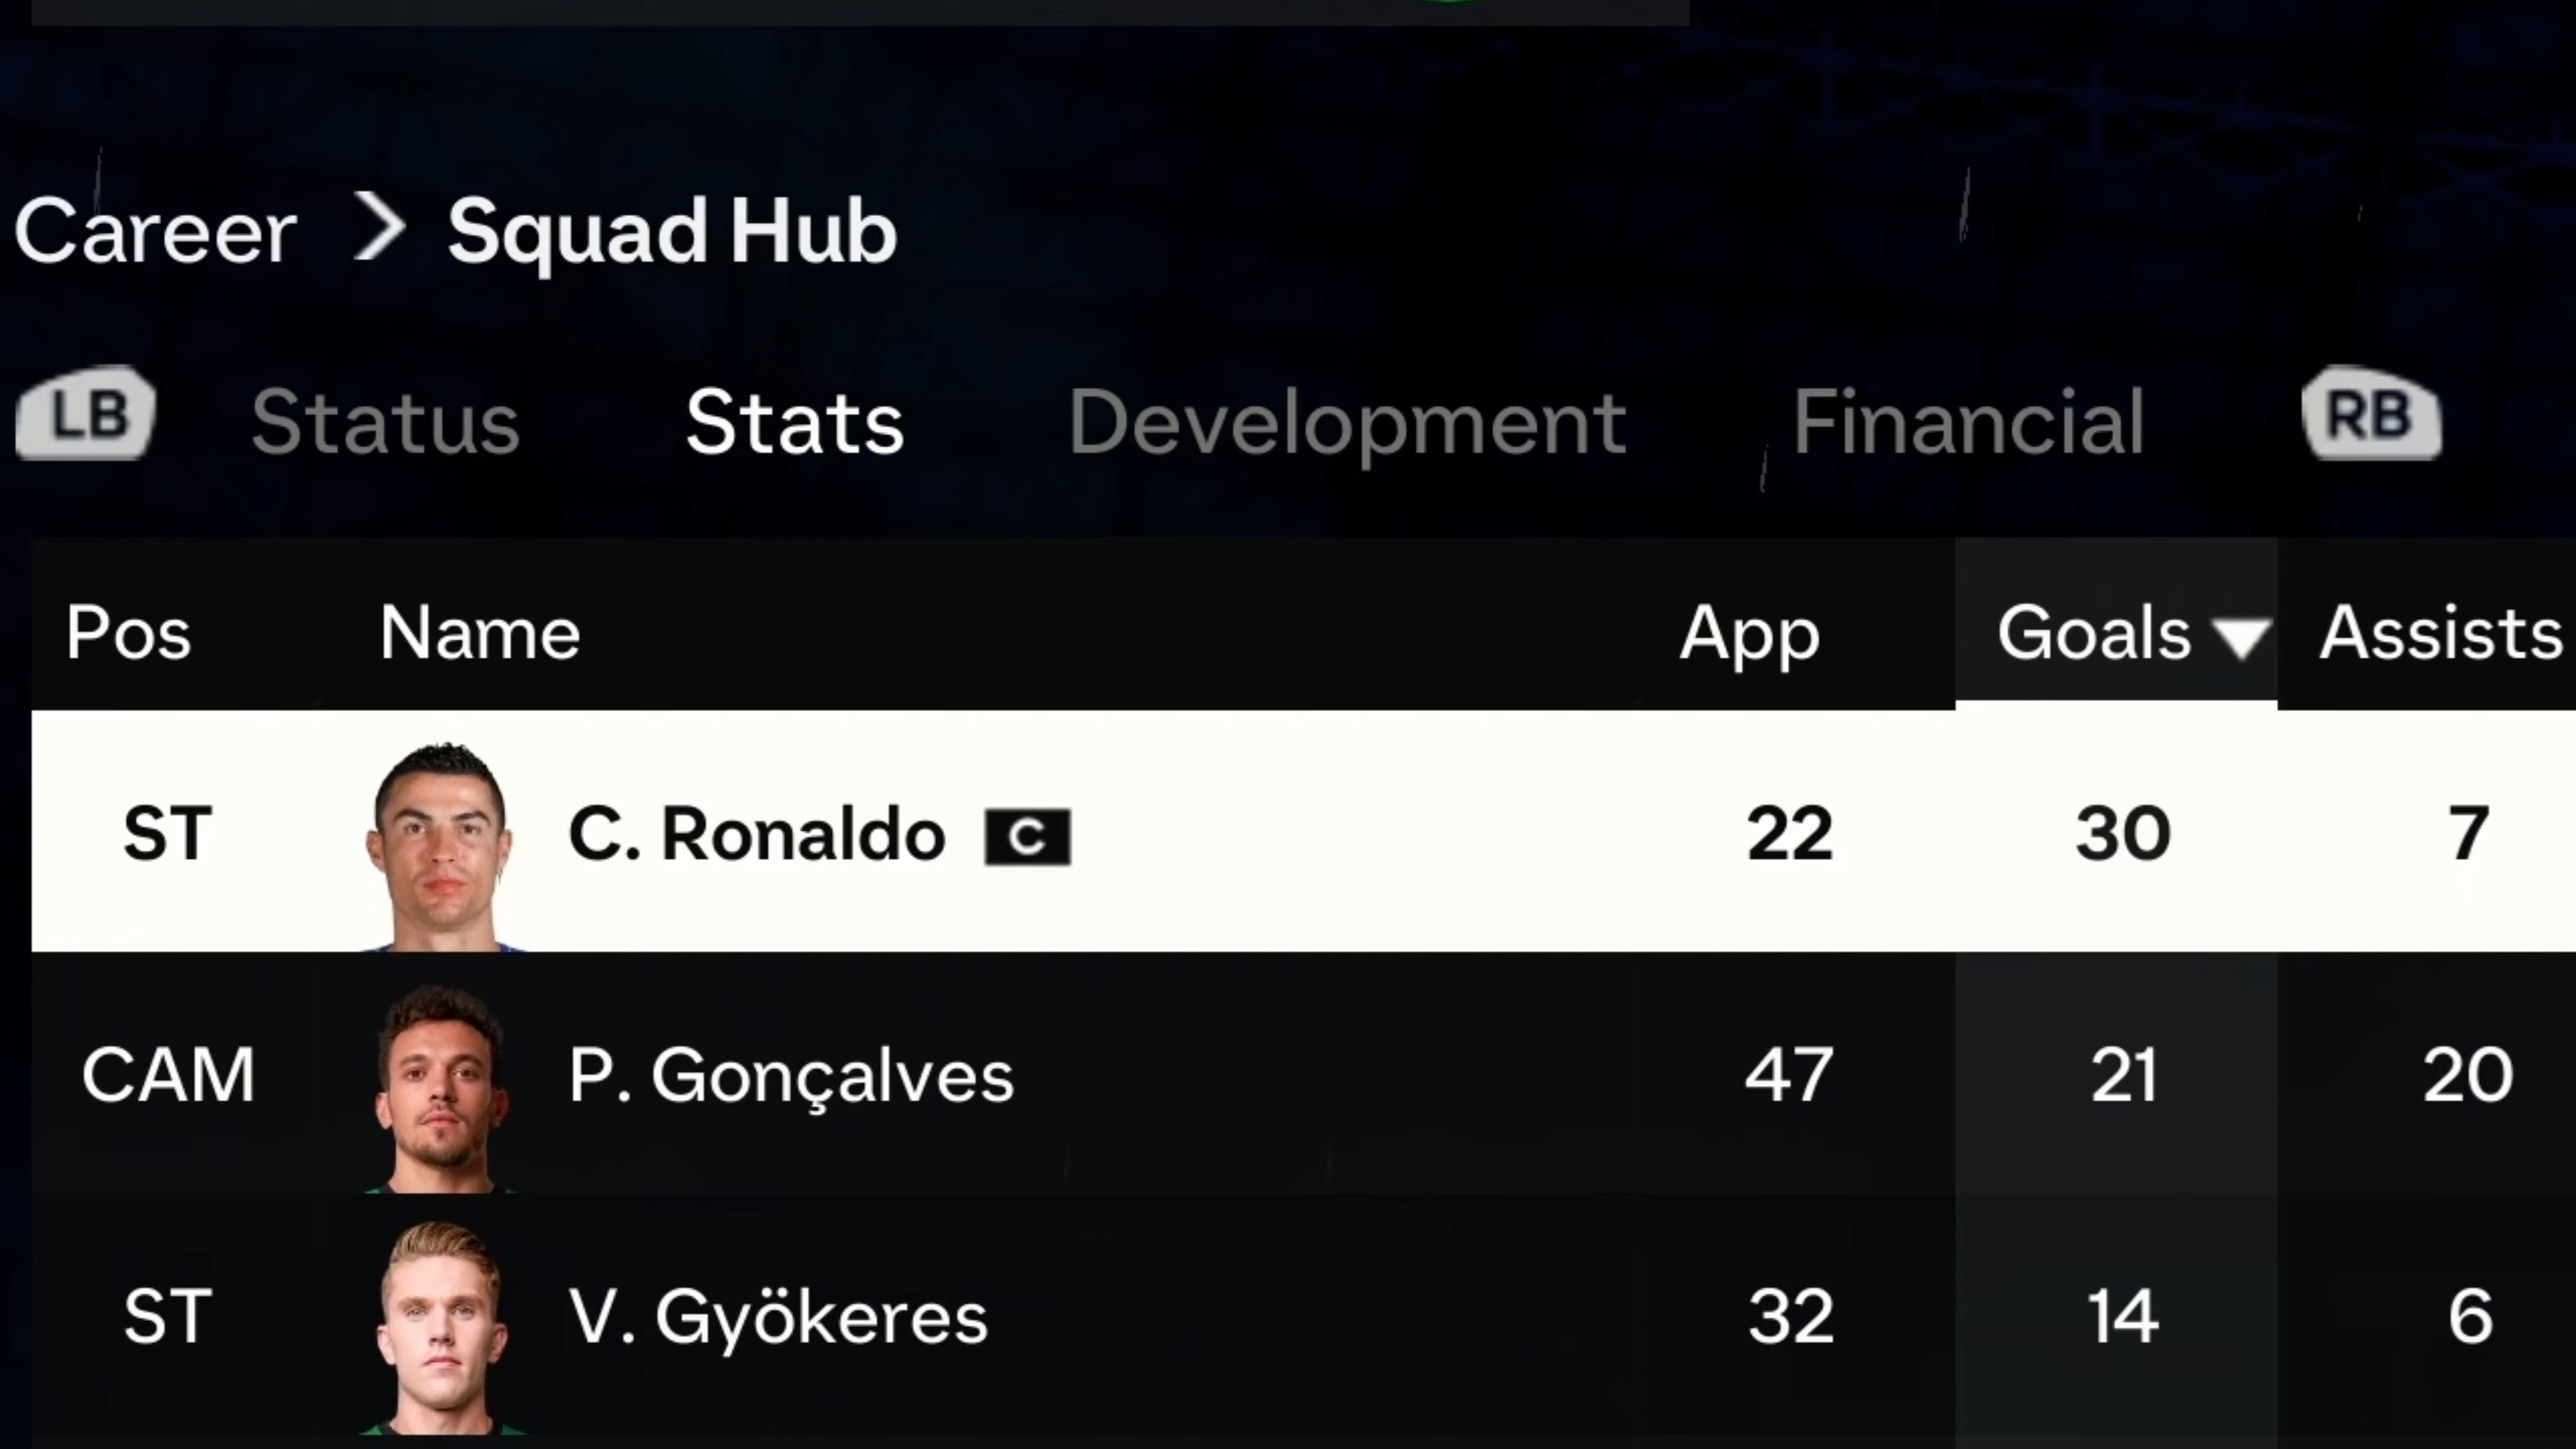 Career > Squad Hub
LB Status Stats Development Financial RB
Pos Name App Goals ▼ Assists
ST C. Ronaldo C 22 30 7
CAM P. Gonçalves 47 21 20
ST V. Gyökeres 32 14 6